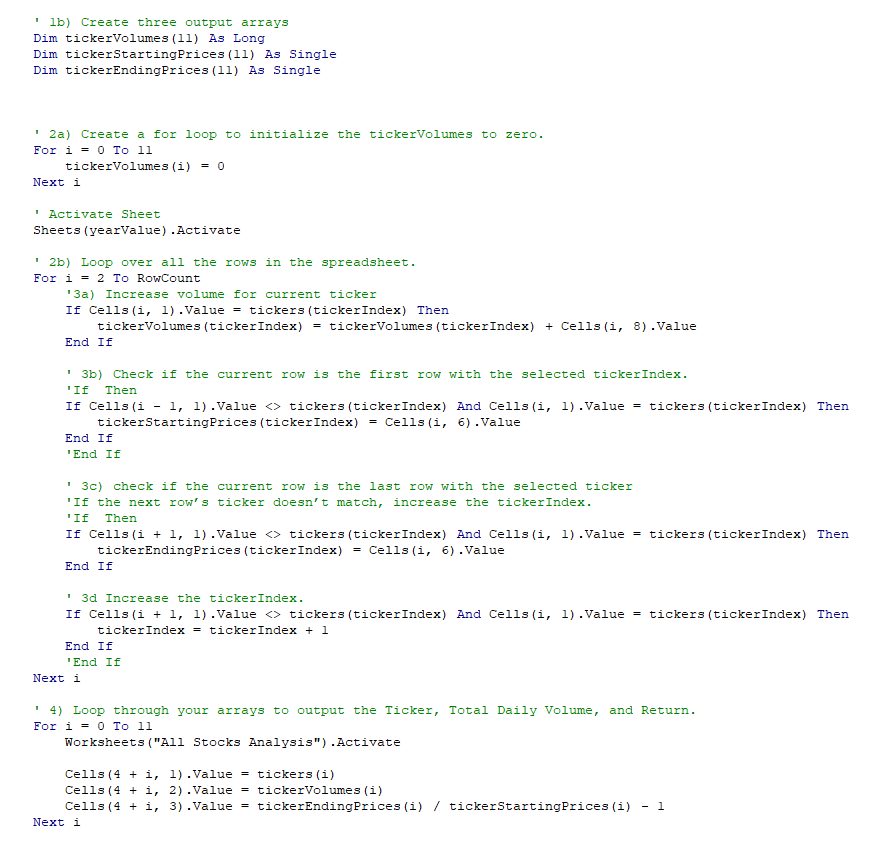 ' 1b) Create three output arrays
Dim tickerVolumes(11) As Long
Dim tickerStartingPrices(11) As Single
Dim tickerEndingPrices(11) As Single
' 2a) Create a for loop to initialize the tickerVolumes to zero.
For i = 0 To 11
tickerVolumes(i) = 0
Next i
' Activate Sheet
Sheets(yearValue).Activate
' 2b) Loop over all the rows in the spreadsheet.
For i = 2 To RowCount
'3a) Increase volume for current ticker
If Cells(i, 1).Value = tickers(tickerIndex) Then
tickerVolumes(tickerIndex) = tickerVolumes(tickerIndex) + Cells(i, 8).Value
End If
' 3b) Check if the current row is the first row with the selected tickerIndex.
'If  Then
If Cells(i - 1, 1).Value <> tickers(tickerIndex) And Cells(i, 1).Value = tickers(tickerIndex) Then
tickerStartingPrices(tickerIndex) = Cells(i, 6).Value
End If
'End If
' 3c) check if the current row is the last row with the selected ticker
'If the next row’s ticker doesn’t match, increase the tickerIndex.
'If  Then
If Cells(i + 1, 1).Value <> tickers(tickerIndex) And Cells(i, 1).Value = tickers(tickerIndex) Then
tickerEndingPrices(tickerIndex) = Cells(i, 6).Value
End If
' 3d Increase the tickerIndex.
If Cells(i + 1, 1).Value <> tickers(tickerIndex) And Cells(i, 1).Value = tickers(tickerIndex) Then
tickerIndex = tickerIndex + 1
End If
'End If
Next i
' 4) Loop through your arrays to output the Ticker, Total Daily Volume, and Return.
For i = 0 To 11
Worksheets("All Stocks Analysis").Activate
Cells(4 + i, 1).Value = tickers(i)
Cells(4 + i, 2).Value = tickerVolumes(i)
Cells(4 + i, 3).Value = tickerEndingPrices(i) / tickerStartingPrices(i) - 1
Next i